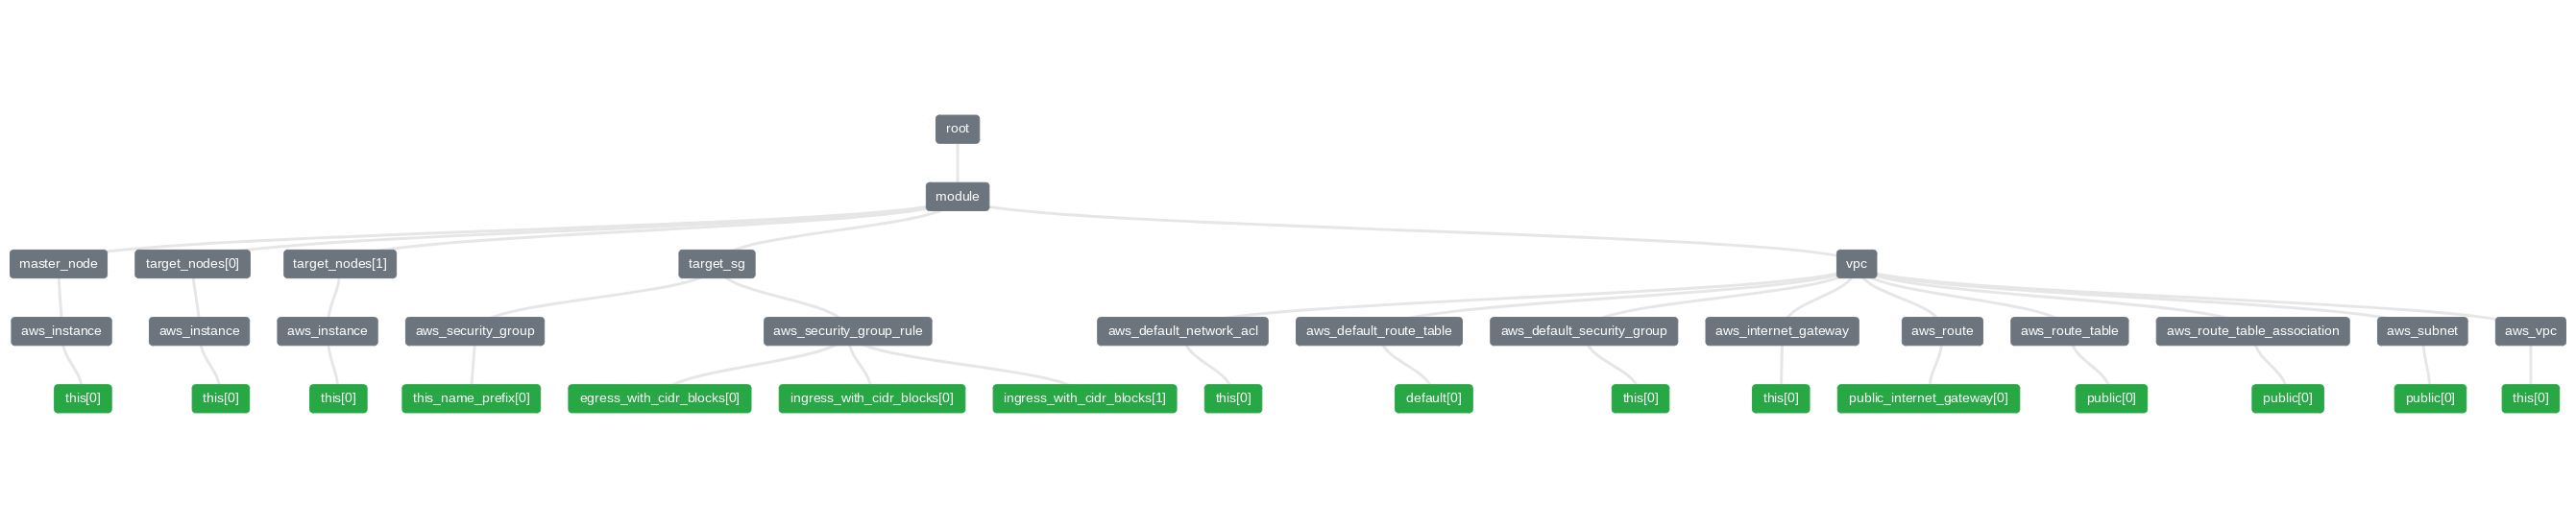 root
module
master_node
target_nodes[0]
target_nodes[1]
target_sg
vpc
aws_instance
aws_instance
aws_instance
aws_security_group
aws_security_group_rule
aws_default_network_acl
aws_default_route_table
aws_default_security_group
aws_internet_gateway
aws_route
aws_route_table
aws_route_table_association
aws_subnet
aws_vpc
this[0]
this[0]
this[0]
this_name_prefix[0]
egress_with_cidr_blocks[0]
ingress_with_cidr_blocks[0]
ingress_with_cidr_blocks[1]
this[0]
default[0]
this[0]
this[0]
public_internet_gateway[0]
public[0]
public[0]
public[0]
this[0]